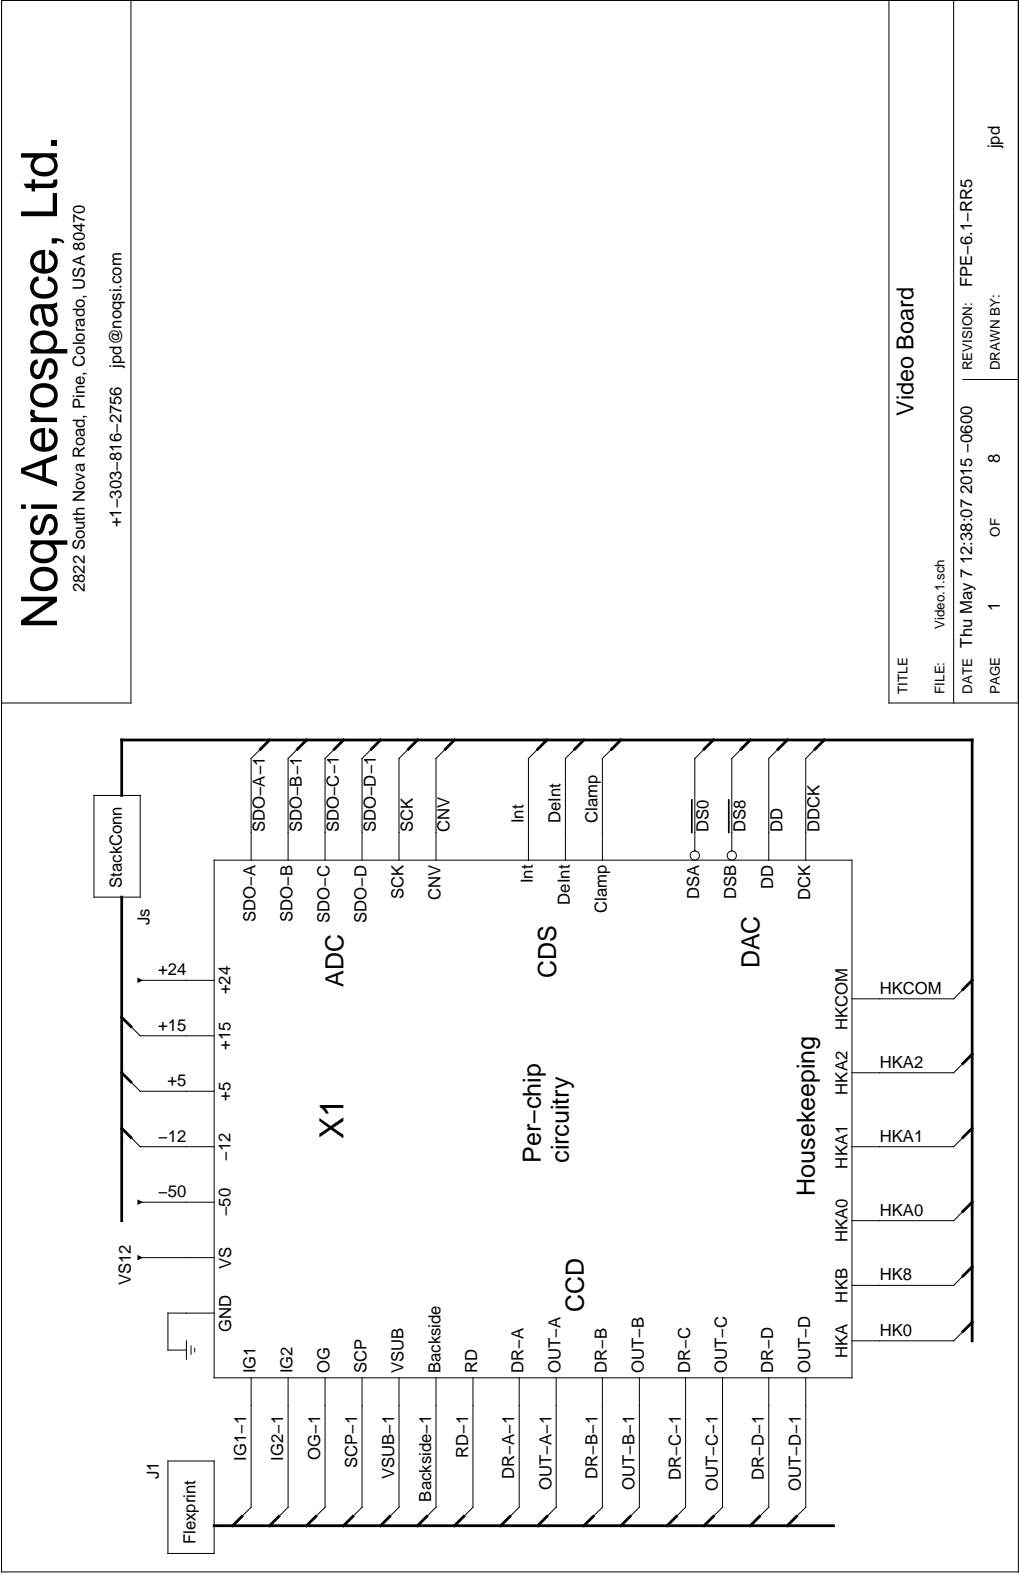 Noqsi Aerospace, Ltd.
2822 South Nova Road, Pine, Colorado, USA 80470
+1−303−816−2756 jpd@noqsi.com
J1
Flexprint
IG1−1
IG2−1
OG−1
SCP−1
VSUB−1
Backside−1
RD−1
DR−A−1
OUT−A−1
DR−B−1
OUT−B−1
DR−C−1
OUT−C−1
DR−D−1
OUT−D−1
IG1
IG2
OG
SCP
VSUB
Backside
RD
DR−A
OUT−A
DR−B
OUT−B
DR−C
OUT−C
DR−D
OUT−D
CCD
VS12
−50
−12
+5
+15
+24
GND
VS
−50
−12
+5
+15
+24
Js
StackConn
X1
Per−chip
circuitry
ADC
CDS
DAC
Housekeeping
SDO−A
SDO−B
SDO−C
SDO−D
SCK
CNV
Int
DeInt
Clamp
DSA
DSB
DD
DCK
SDO−A−1
SDO−B−1
SDO−C−1
SDO−D−1
SCK
CNV
Int
DeInt
Clamp
DS0
DS8
DD
DDCK
HKA
HKB
HKA0
HKA1
HKA2
HKCOM
HK0
HK8
HKA0
HKA1
HKA2
HKCOM
TITLE
Video Board
FILE: Video.1.sch
DATE Thu May 7 12:38:07 2015 −0600
REVISION: FPE−6.1−RR5
PAGE 1 OF 8
DRAWN BY: jpd